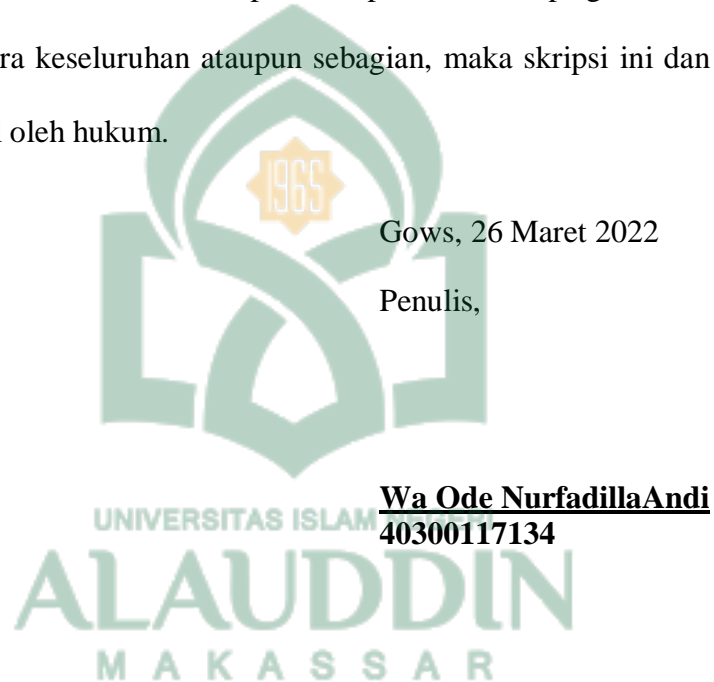 ra keseluruhan ataupun sebagian, maka skripsi ini dan
oleh hukum.
1965
Gows, 26 Maret 2022
Penulis,
Wa Ode NurfadillaAndi
UNIVERSITAS ISLAM NEGERI
40300117134
ALAUDDIN
MAKASSAR